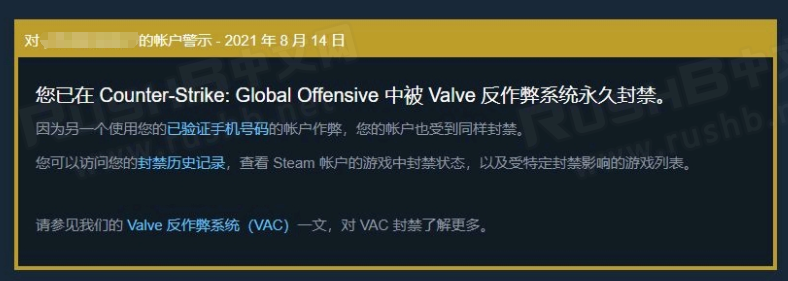 对 的帐户警示 - 2021 年 8 月 14 日
您已在 Counter-Strike: Global Offensive 中被 Valve 反作弊系统永久封禁。
因为另一个使用您的已验证手机号码的帐户作弊，您的帐户也受到同样封禁。
您可以访问您的封禁历史记录，查看 Steam 帐户的游戏中封禁状态，以及受特定封禁影响的游戏列表。
请参见我们的 Valve 反作弊系统（VAC）一文，对 VAC 封禁了解更多。
RushB中文网
www.rushb.net